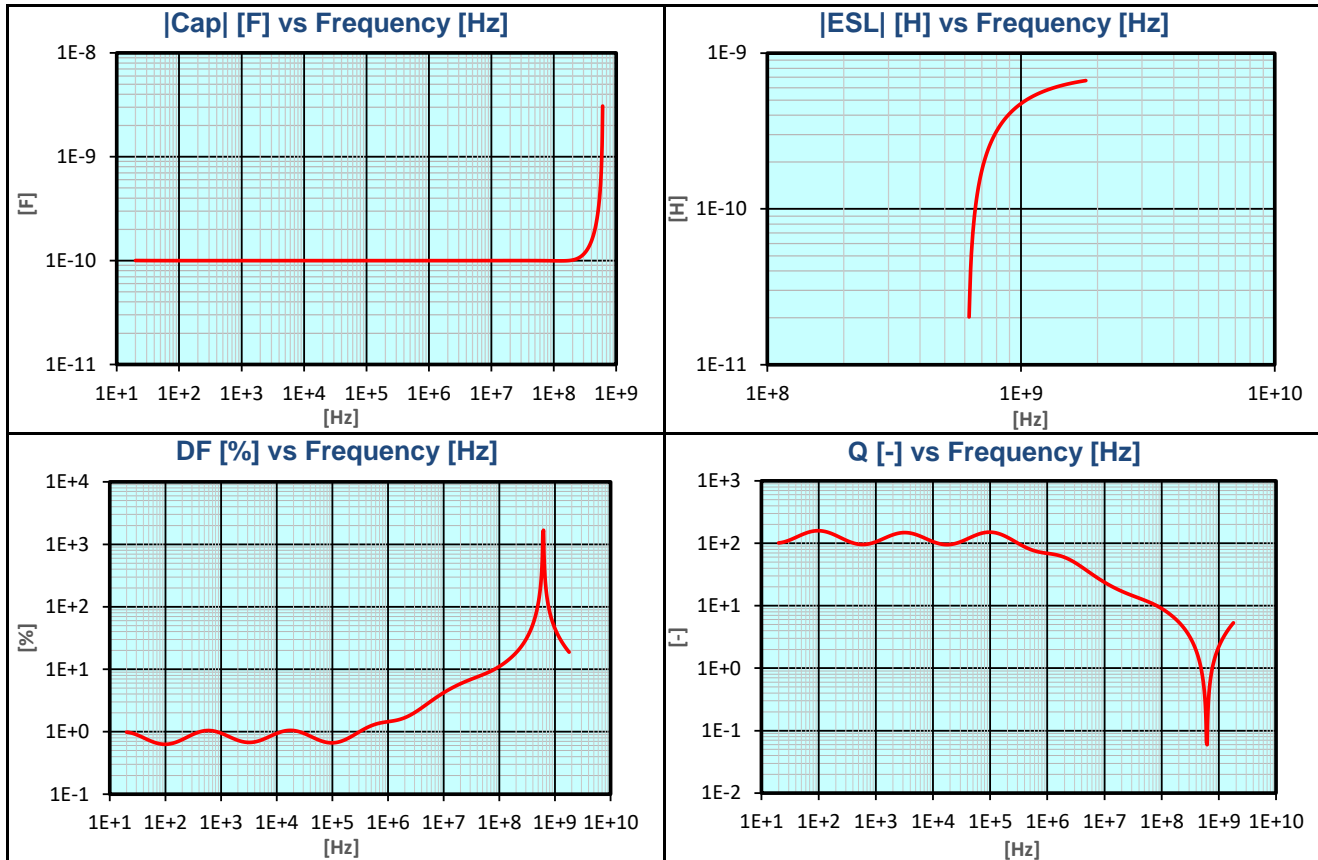 |Cap| [F] vs Frequency [Hz]
1E-8
1E-9
1E-10
1E-11
[F]
1E+1 1E+2 1E+3 1E+4 1E+5 1E+6 1E+7 1E+8 1E+9
[Hz]
|ESL| [H] vs Frequency [Hz]
1E-9
1E-10
1E-11
[H]
1E+8 1E+9 1E+10
[Hz]
DF [%] vs Frequency [Hz]
1E+4
1E+3
1E+2
1E+1
1E+0
1E-1
[%]
1E+1 1E+2 1E+3 1E+4 1E+5 1E+6 1E+7 1E+8 1E+9 1E+10
[Hz]
Q [-] vs Frequency [Hz]
1E+3
1E+2
1E+1
1E+0
1E-1
1E-2
[-]
1E+1 1E+2 1E+3 1E+4 1E+5 1E+6 1E+7 1E+8 1E+9 1E+10
[Hz]